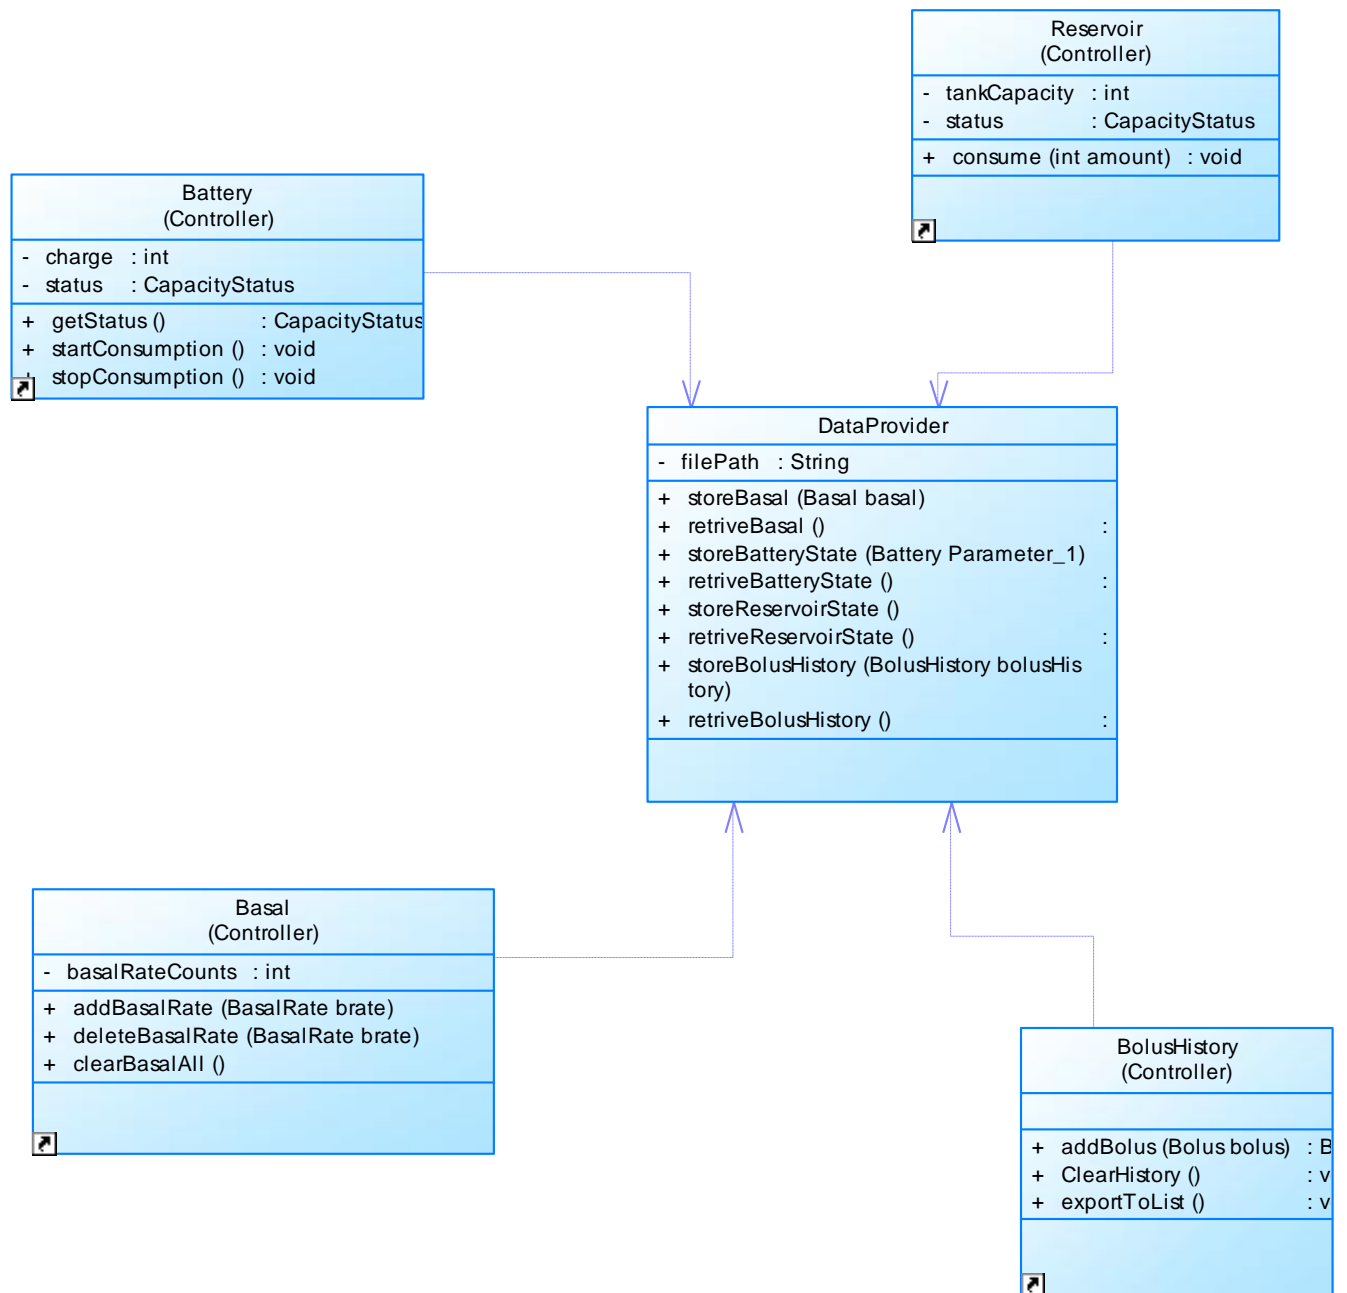 Reservoir
(Controller)
- tankCapacity : int
- status : CapacityStatus
+ consume (int amount) : void
Battery
(Controller)
- charge : int
- status : CapacityStatus
+ getStatus () : CapacityStatus
+ startConsumption () : void
+ stopConsumption () : void
DataProvider
- filePath : String
+ storeBasal (Basal basal)
+ retriveBasal () :
+ storeBatteryState (Battery Parameter_1)
+ retriveBatteryState () :
+ storeReservoirState ()
+ retriveReservoirState () :
+ storeBolusHistory (BolusHistory bolusHis
tory)
+ retriveBolusHistory () :
Basal
(Controller)
- basalRateCounts : int
+ addBasalRate (BasalRate brate)
+ deleteBasalRate (BasalRate brate)
+ clearBasalAll ()
BolusHistory
(Controller)
+ addBolus (Bolus bolus) : B
+ ClearHistory () : v
+ exportToList () : v